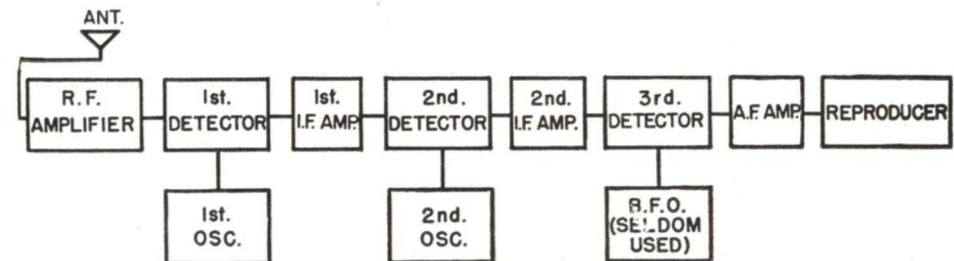 ANT.
R.F.
AMPLIFIER
1st.
DETECTOR
1st.
I.F. AMP.
2nd.
DETECTOR
2nd.
I.F. AMP.
3rd.
DETECTOR
A.F. AMP.
REPRODUCER
1st.
OSC.
2nd.
OSC.
B.F.O.
(SELDOM
USED)